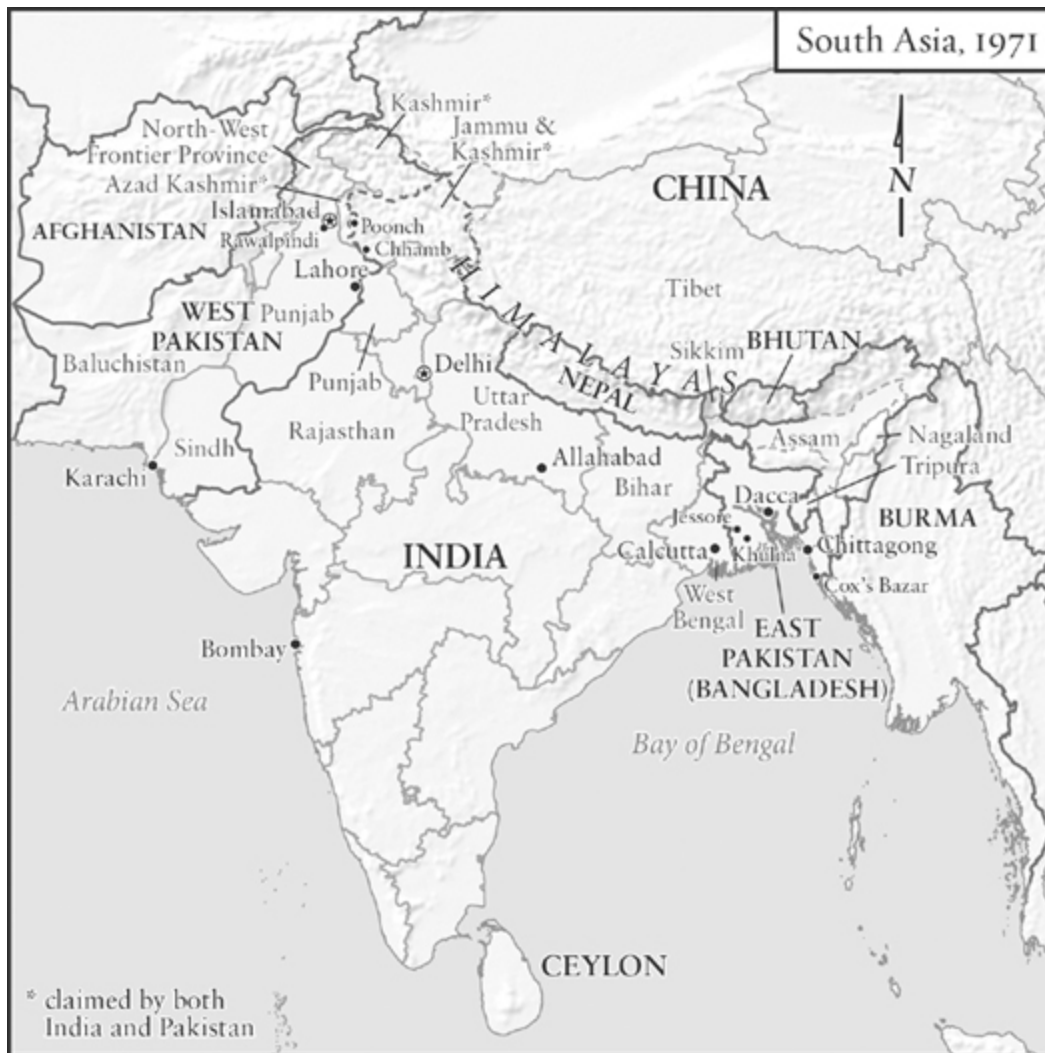 South Asia, 1971
Kashmir*
North-West
Frontier Province
Jammu &
Kashmir*
Azad Kashmir*
Islamabad
Rawalpindi
Poonch
Chhamb
AFGHANISTAN
CHINA
N
Lahore
HIMALAYAS
Tibet
WEST
PAKISTAN
Punjab
Baluchistan
Punjab
Delhi
Sikkim
BHUTAN
NEPAL
Uttar
Pradesh
Rajasthan
Sindh
Karachi
Assam
Nagaland
Tripura
Allahabad
Bihar
Dacca
Jessore
BURMA
INDIA
Calcutta
Khulna
Chittagong
Cox's Bazar
West
Bengal
EAST
PAKISTAN
(BANGLADESH)
Bombay
Arabian Sea
Bay of Bengal
CEYLON
* claimed by both
India and Pakistan